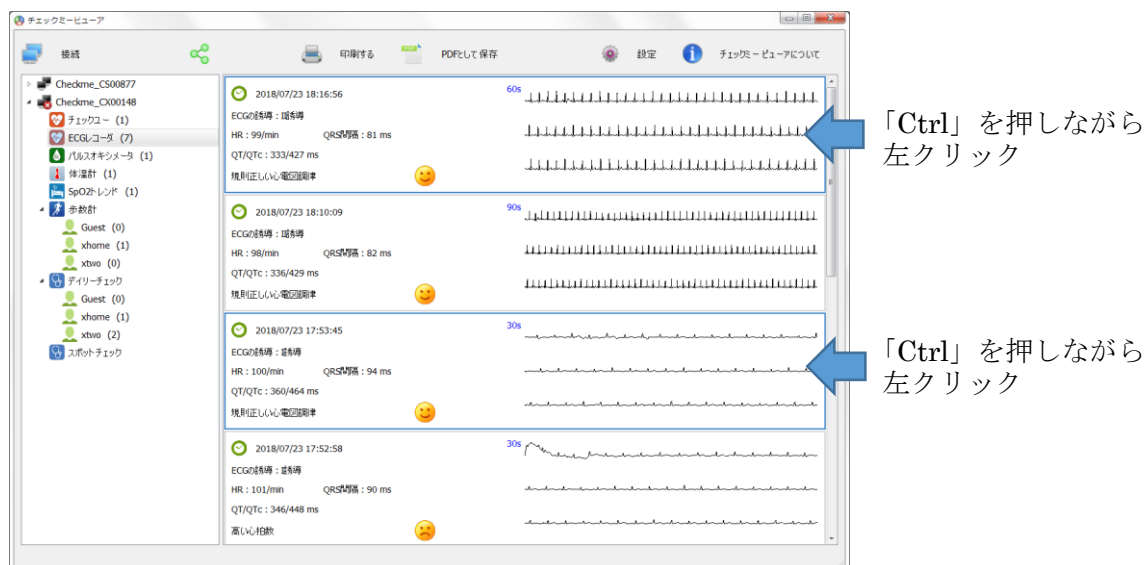 チェックミービューア
接続
印刷する
PDFとして保存
設定
チェックミービューアについて
Checkme_CS00877
Checkme_CX00148
チェックユー (1)
ECGレコーダ (7)
パルスオキシメータ (1)
体温計 (1)
SpO2トレンド (1)
歩数計
Guest (0)
xhome (1)
xtwo (0)
デイリーチェック
Guest (0)
xhome (1)
xtwo (2)
スポットチェック
2018/07/23 18:16:56
60s
ECGの誘導：誘導
HR : 99/min QRS間隔 : 81 ms
QT/QTc : 333/427 ms
規則正しい心電図調律
2018/07/23 18:10:09
90s
ECGの誘導：誘導
HR : 98/min QRS間隔 : 82 ms
QT/QTc : 336/429 ms
規則正しい心電図調律
2018/07/23 17:53:45
30s
ECGの誘導：誘導
HR : 100/min QRS間隔 : 94 ms
QT/QTc : 360/464 ms
規則正しい心電図調律
2018/07/23 17:52:58
30s
ECGの誘導：誘導
HR : 101/min QRS間隔 : 90 ms
QT/QTc : 346/448 ms
高い心拍数
「Ctrl」を押しながら
左クリック
「Ctrl」を押しながら
左クリック